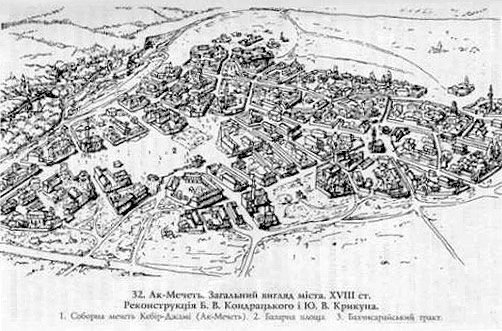 2
32. Ак-Мечеть. Загальний вигляд міста. XVIII ст.
Реконструкція Б. В. Кондрацького і Ю. В. Крикуна.
1. Соборна мечеть Кебір-Джамі (Ак-Мечеть). 2. Базарна площа. 3. Бахчисарайський тракт.